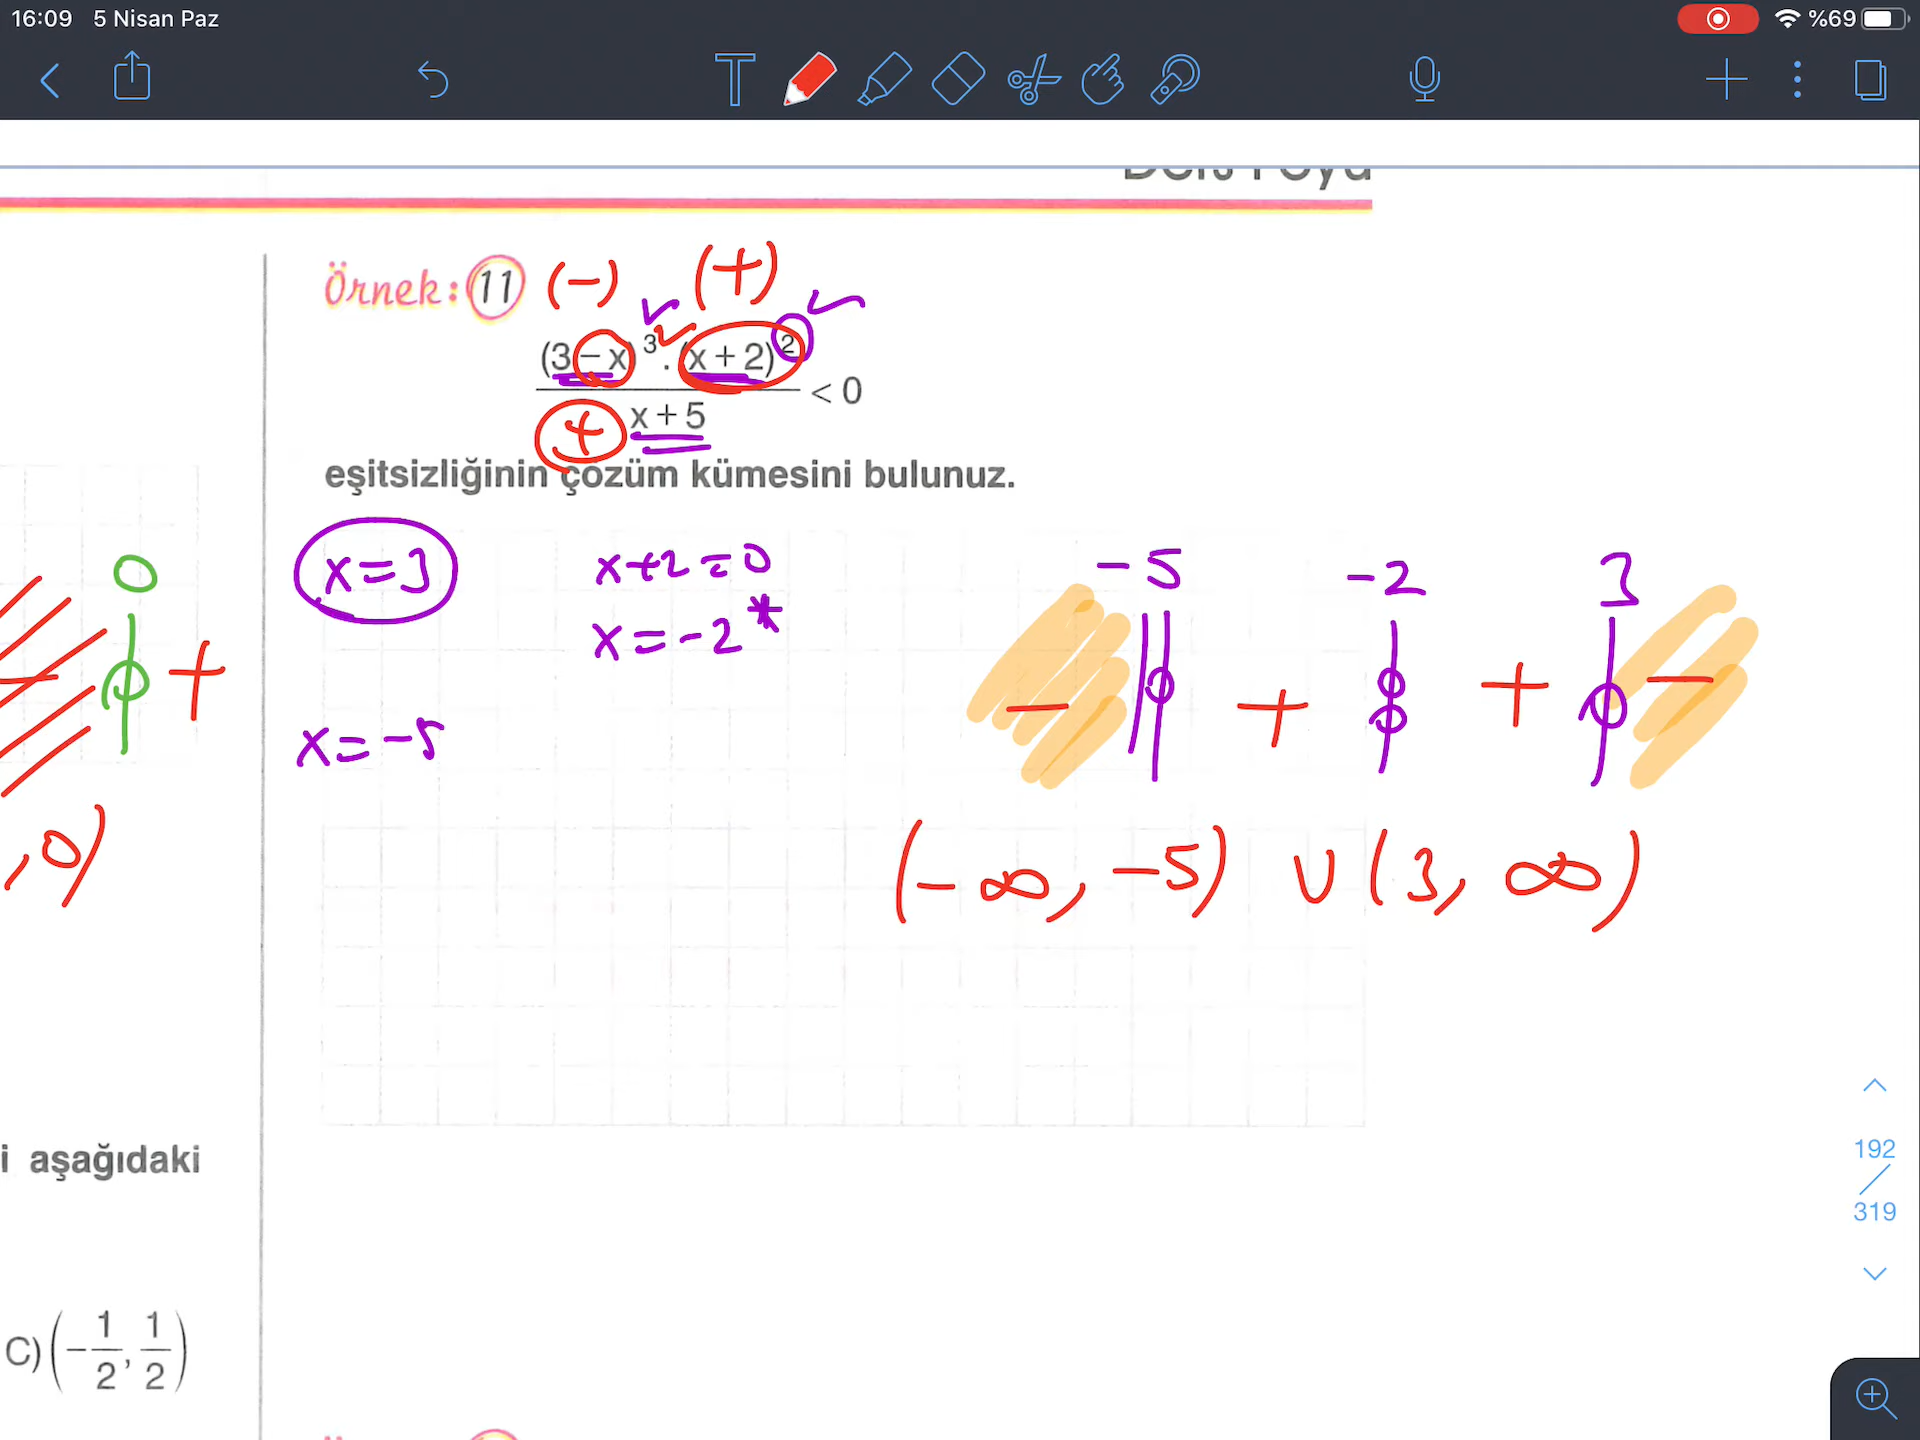 16:09 5 Nisan Paz
%69
Örnek: 11 (-) (+)
(3-x)³ . (x+2)²
< 0
+ x+5
eşitsizliğinin çözüm kümesini bulunuz.
0
+
,0)
x=3
x+2=0
x=-2 *
x=-5
-5 -2 3
- + + -
(-∞, -5) ∪ (3, ∞)
i aşağıdaki
192
319
C) (-1/2, 1/2)